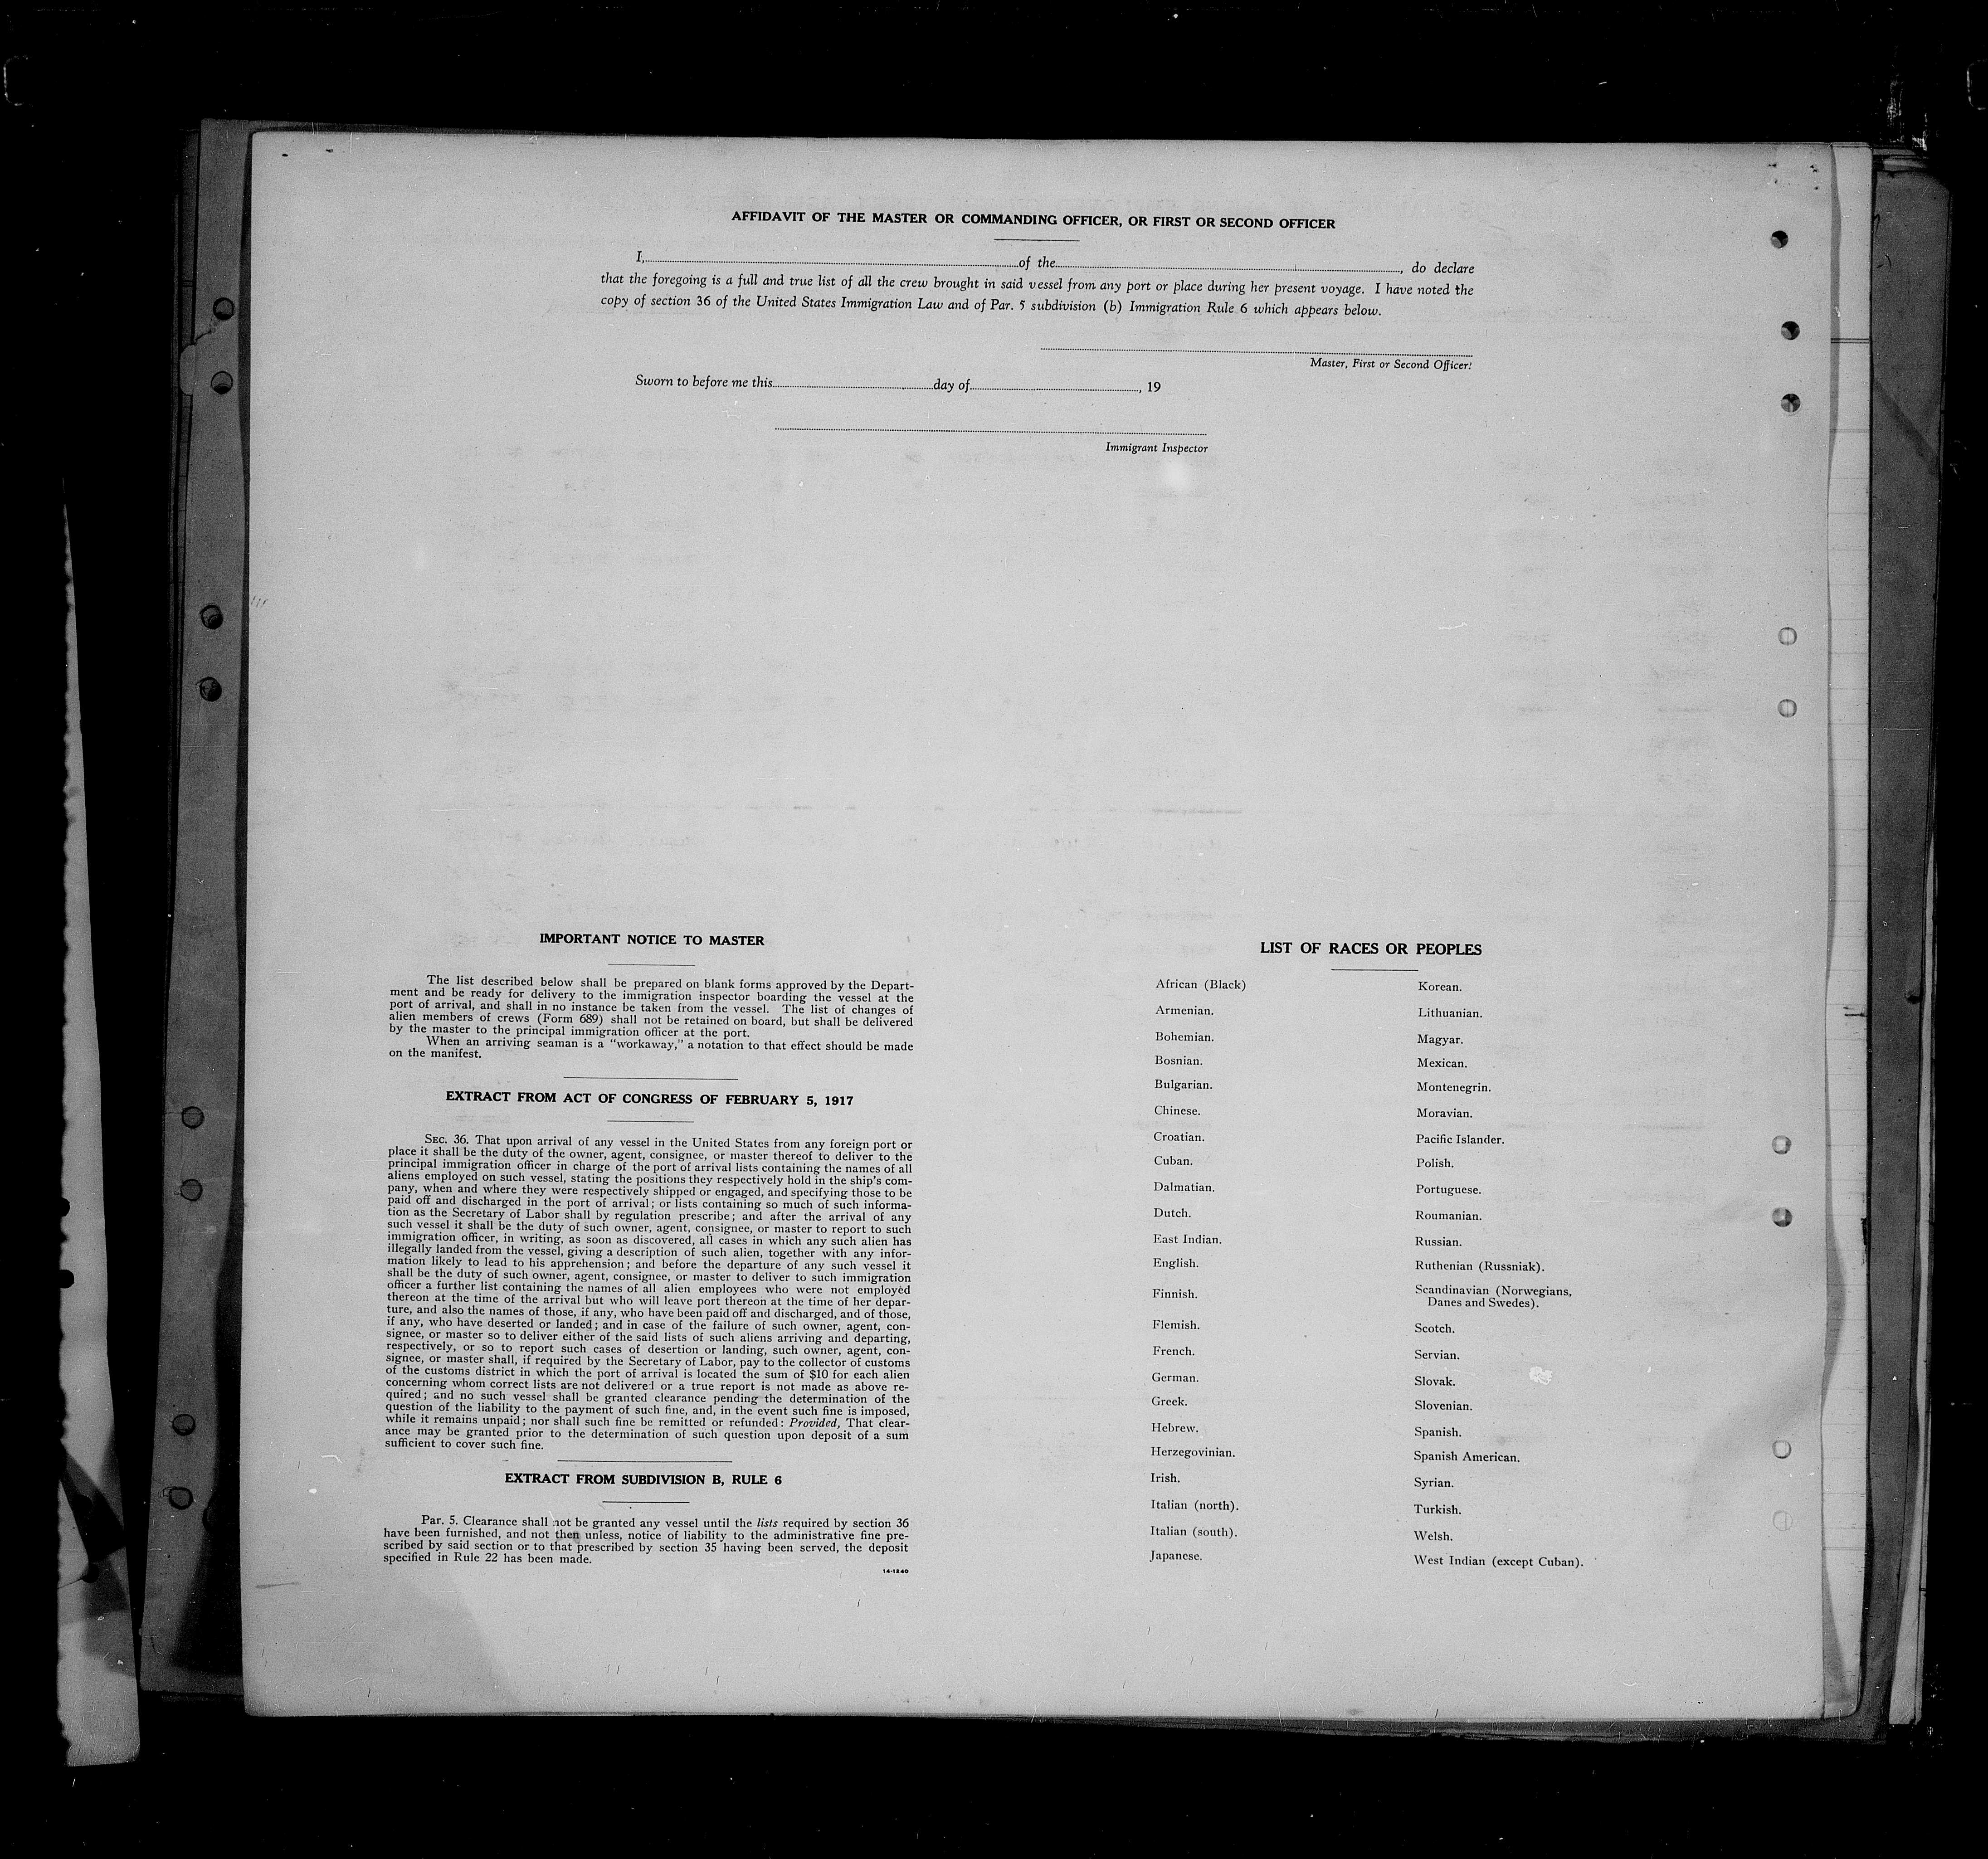 AFFIDAVIT OF THE MASTER OR COMMANDING OFFICER, OR FIRST OR SECOND OFFICER
I, of the , do declare
that the foregoing is a full and true list of all the crew brought in said vessel from any port or place during her present voyage. I have noted the
copy of section 36 of the United States Immigration Law and of Par. 5 subdivision (b) Immigration Rule 6 which appears below.
Master, First or Second Officer.
Sworn to before me this day of , 19
Immigrant Inspector
IMPORTANT NOTICE TO MASTER
The list described below shall be prepared on blank forms approved by the Depart-
ment and be ready for delivery to the immigration inspector boarding the vessel at the
port of arrival, and shall in no instance be taken from the vessel. The list of changes of
alien members of crews (Form 689) shall not be retained on board, but shall be delivered
by the master to the principal immigration officer at the port.
When an arriving seaman is a "workaway," a notation to that effect should be made
on the manifest.
EXTRACT FROM ACT OF CONGRESS OF FEBRUARY 5, 1917
SEC. 36. That upon arrival of any vessel in the United States from any foreign port or
place it shall be the duty of the owner, agent, consignee, or master thereof to deliver to the
principal immigration officer in charge of the port of arrival lists containing the names of all
aliens employed on such vessel, stating the positions they respectively hold in the ship's com-
pany, when and where they were respectively shipped or engaged, and specifying those to be
paid off and discharged in the port of arrival; or lists containing so much of such informa-
tion as the Secretary of Labor shall by regulation prescribe; and after the arrival of any
such vessel it shall be the duty of such owner, agent, consignee, or master to report to such
immigration officer, in writing, as soon as discovered, all cases in which any such alien has
illegally landed from the vessel, giving a description of such alien, together with any infor-
mation likely to lead to his apprehension; and before the departure of any such vessel it
shall be the duty of such owner, agent, consignee, or master to deliver to such immigration
officer a further list containing the names of all alien employees who were not employed
thereon at the time of the arrival but who will leave port thereon at the time of her depar-
ture, and also the names of those, if any, who have been paid off and discharged, and of those,
if any, who have deserted or landed; and in case of the failure of such owner, agent, con-
signee, or master so to deliver either of the said lists of such aliens arriving and departing,
respectively, or so to report such cases of desertion or landing, such owner, agent, con-
signee, or master shall, if required by the Secretary of Labor, pay to the collector of customs
of the customs district in which the port of arrival is located the sum of $10 for each alien
concerning whom correct lists are not delivered or a true report is not made as above re-
quired; and no such vessel shall be granted clearance pending the determination of the
question of the liability to the payment of such fine, and, in the event such fine is imposed,
while it remains unpaid; nor shall such fine be remitted or refunded: Provided, That clear-
ance may be granted prior to the determination of such question upon deposit of a sum
sufficient to cover such fine.
EXTRACT FROM SUBDIVISION B, RULE 6
Par. 5. Clearance shall not be granted any vessel until the lists required by section 36
have been furnished, and not then unless, notice of liability to the administrative fine pre-
scribed by said section or to that prescribed by section 35 having been served, the deposit
specified in Rule 22 has been made.
14-1240
LIST OF RACES OR PEOPLES
African (Black)
Armenian.
Bohemian.
Bosnian.
Bulgarian.
Chinese.
Croatian.
Cuban.
Dalmatian.
Dutch.
East Indian.
English.
Finnish.
Flemish.
French.
German.
Greek.
Hebrew.
Herzegovinian.
Irish.
Italian (north).
Italian (south).
Japanese.
Korean.
Lithuanian.
Magyar.
Mexican.
Montenegrin.
Moravian.
Pacific Islander.
Polish.
Portuguese.
Roumanian.
Russian.
Ruthenian (Russniak).
Scandinavian (Norwegians,
Danes and Swedes).
Scotch.
Servian.
Slovak.
Slovenian.
Spanish.
Spanish American.
Syrian.
Turkish.
Welsh.
West Indian (except Cuban).